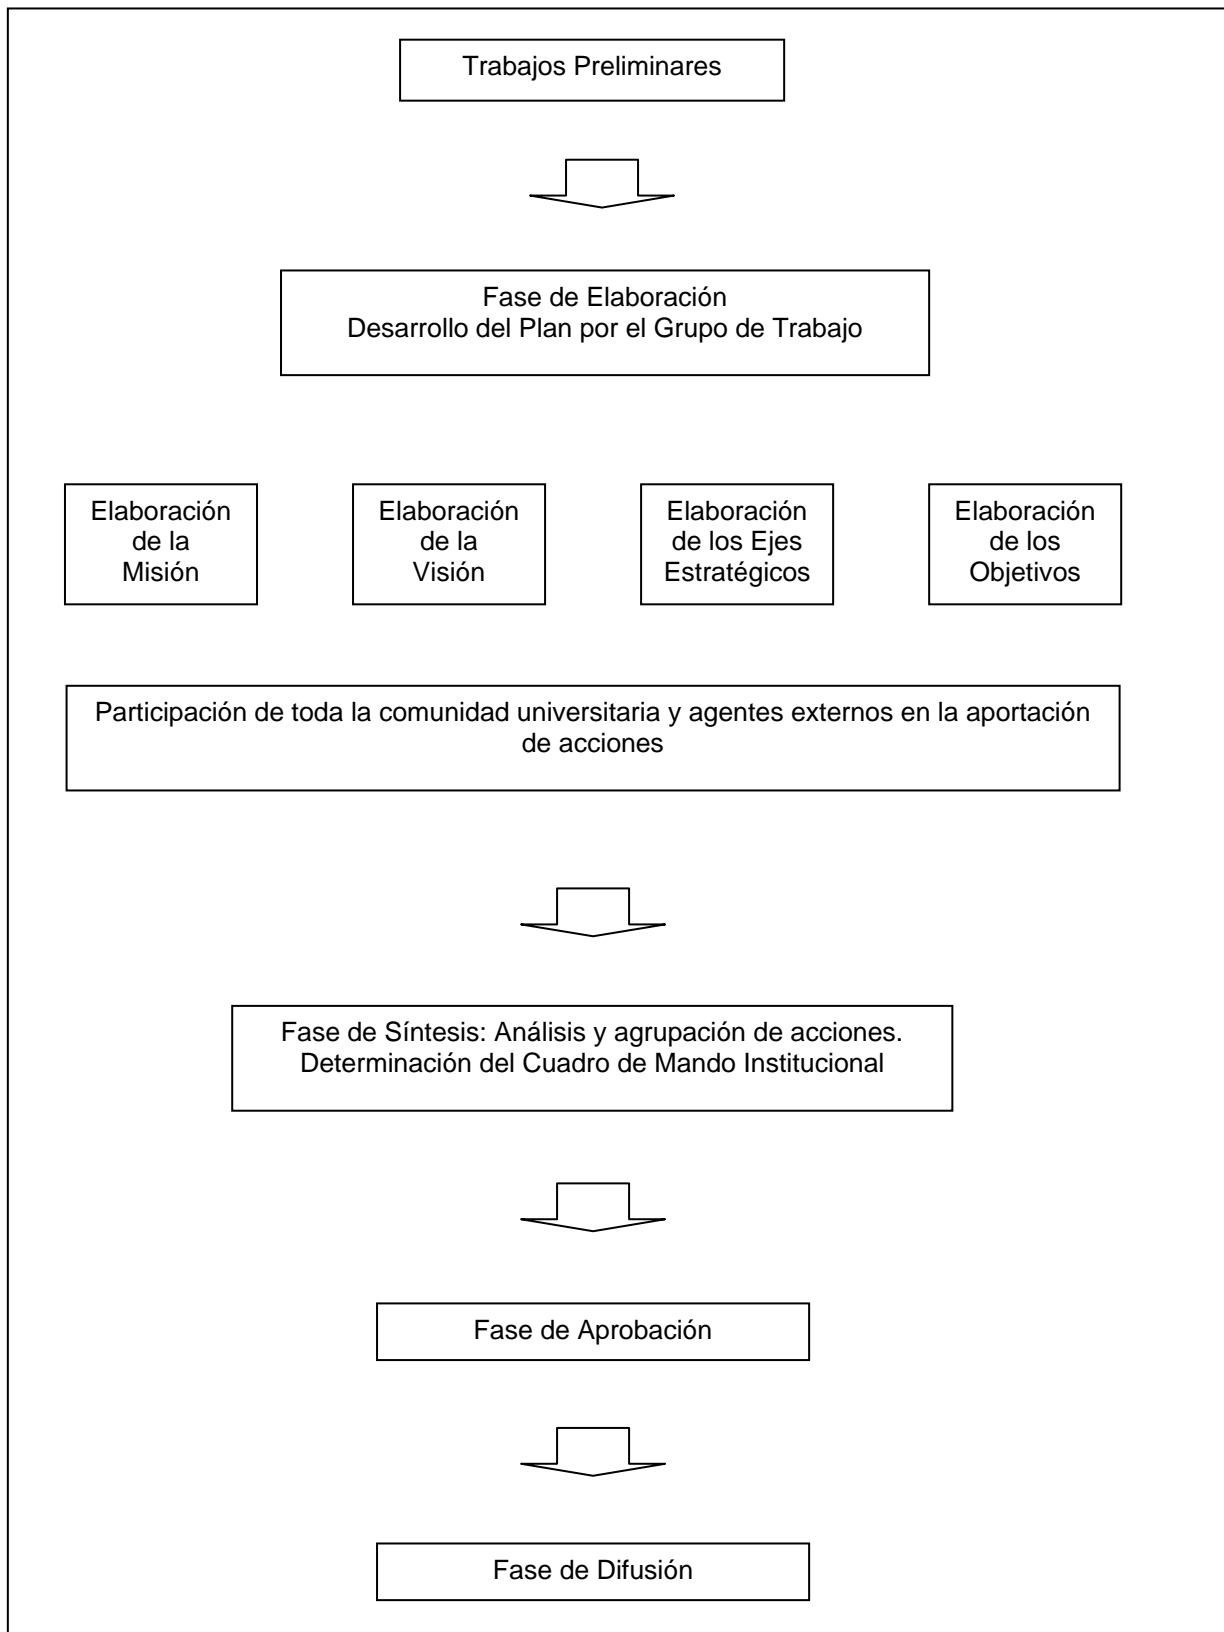 Trabajos Preliminares
Fase de Elaboración
Desarrollo del Plan por el Grupo de Trabajo
Elaboración
de la
Misión
Elaboración
de la
Visión
Elaboración
de los Ejes
Estratégicos
Elaboración
de los
Objetivos
Participación de toda la comunidad universitaria y agentes externos en la aportación
de acciones
Fase de Síntesis: Análisis y agrupación de acciones.
Determinación del Cuadro de Mando Institucional
Fase de Aprobación
Fase de Difusión